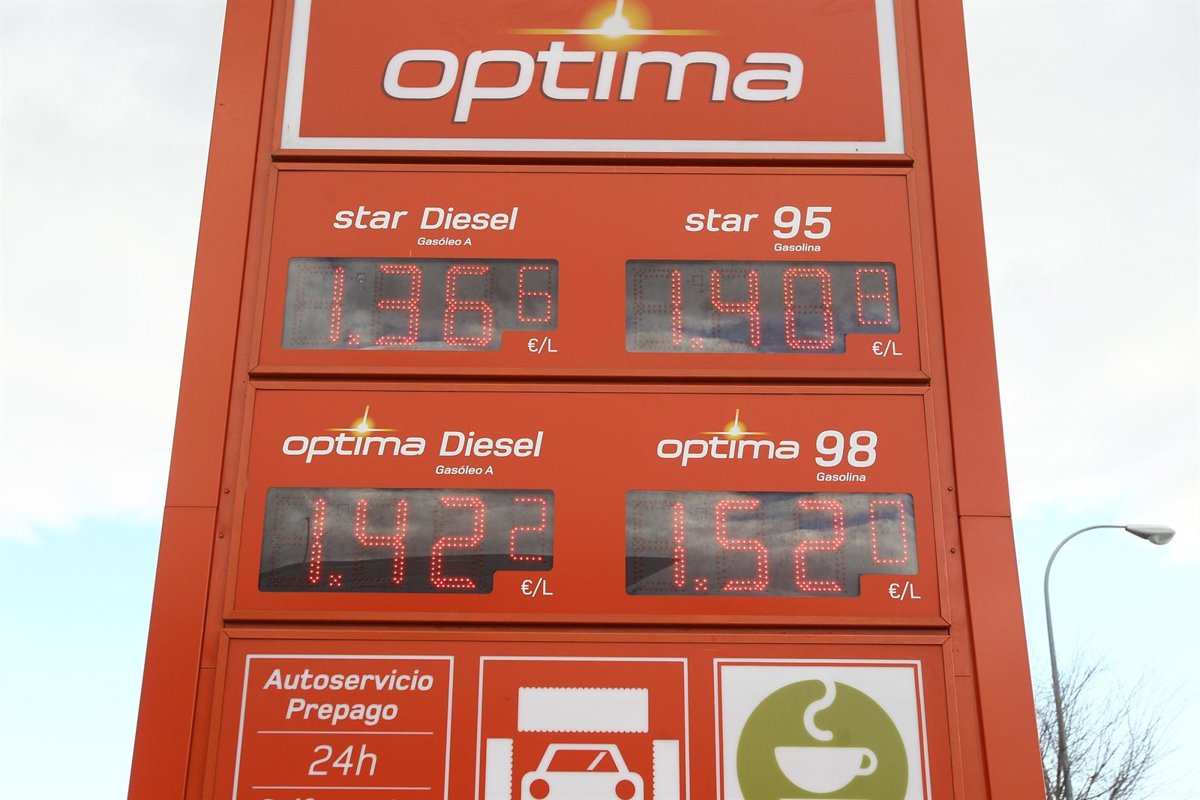 optima
star Diesel
Gasóleo A
1.366
€/L
star 95
Gasolina
1.408
€/L
optima Diesel
Gasóleo A
1.422
€/L
optima 98
Gasolina
1.520
€/L
Autoservicio
Prepago
24h